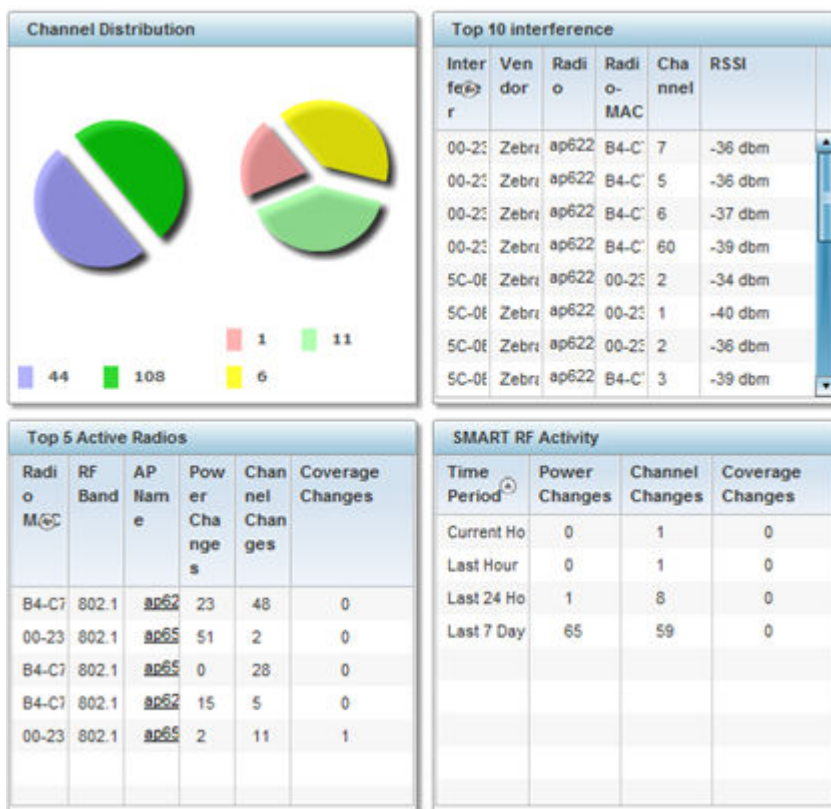 Channel Distribution
1 11
44 108 6
Top 10 interference
Inter Ven Radi Radi Cha RSSI
fe dor o o- nnel
r MAC
00-23 Zebra ap622 B4-C 7 -36 dbm
00-23 Zebra ap622 B4-C 5 -36 dbm
00-23 Zebra ap622 B4-C 6 -37 dbm
00-23 Zebra ap622 B4-C 60 -39 dbm
5C-0E Zebra ap622 00-23 2 -34 dbm
5C-0E Zebra ap622 00-23 1 -40 dbm
5C-0E Zebra ap622 00-23 2 -36 dbm
5C-0E Zebra ap622 B4-C 3 -39 dbm
Top 5 Active Radios
Radi RF AP Pow Chan Coverage
o Band Nam er nel Changes
e Cha Chan
nge ges
s
B4-C7 802.1 ap62 23 48 0
00-23 802.1 ap65 51 2 0
B4-C7 802.1 ap65 0 28 0
B4-C7 802.1 ap62 15 5 0
00-23 802.1 ap65 2 11 1
SMART RF Activity
Time Power Channel Coverage
Period Changes Changes Changes
Current Ho 0 1 0
Last Hour 0 1 0
Last 24 Ho 1 8 0
Last 7 Day 65 59 0